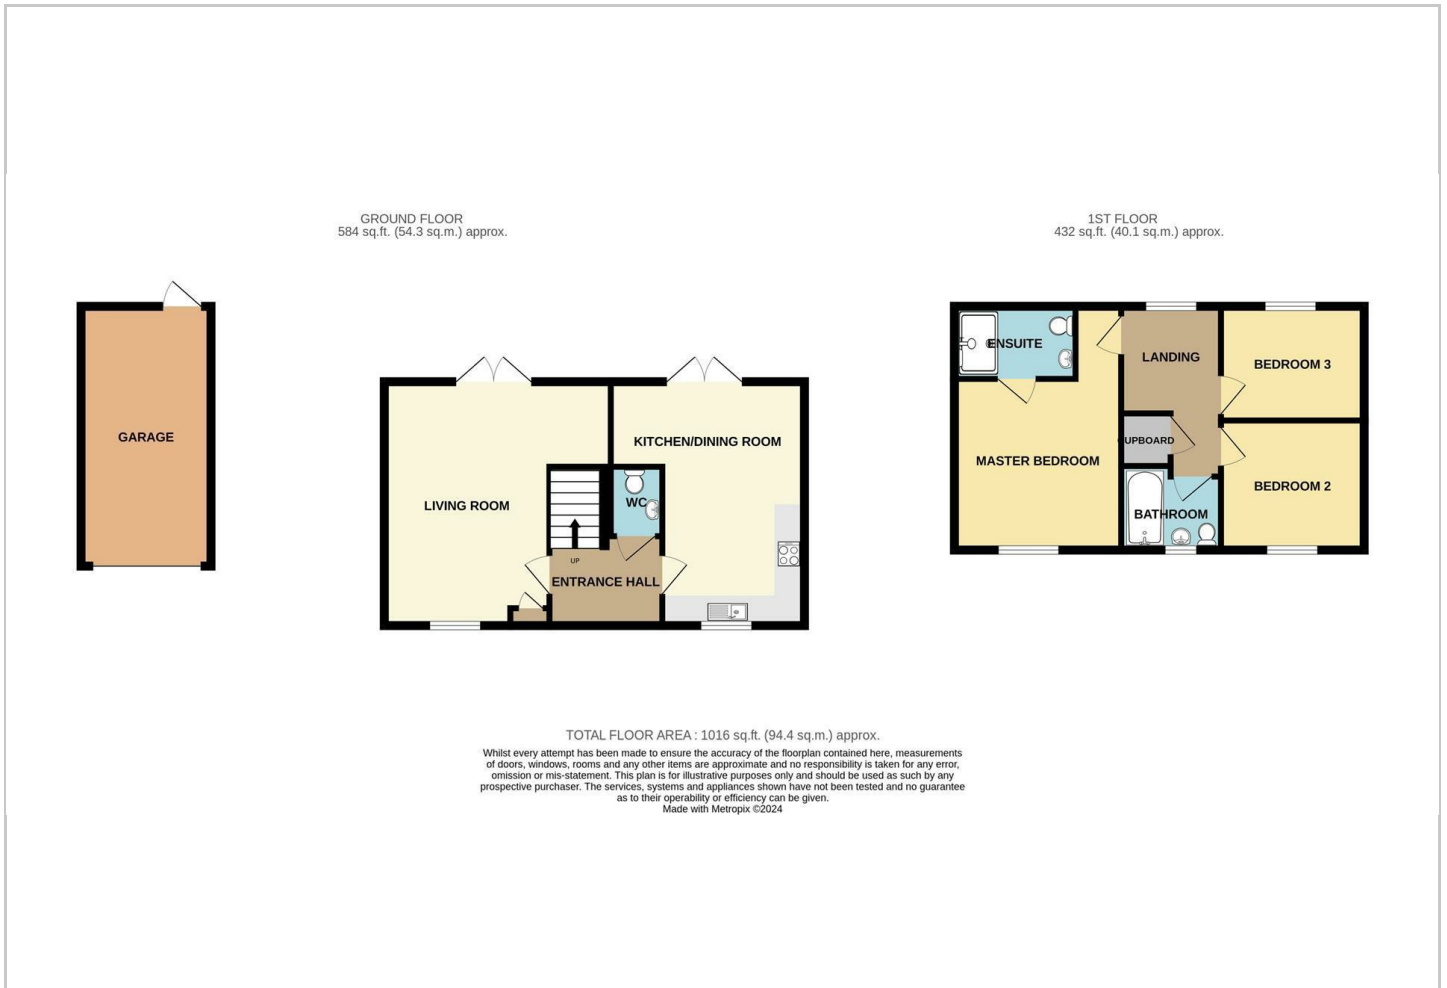 GROUND FLOOR
584 sq.ft. (54.3 sq.m.) approx.
1ST FLOOR
432 sq.ft. (40.1 sq.m.) approx.
GARAGE
LIVING ROOM
KITCHEN/DINING ROOM
WC
UP
ENTRANCE HALL
ENSUITE
LANDING
BEDROOM 3
CUPBOARD
MASTER BEDROOM
BEDROOM 2
BATHROOM
TOTAL FLOOR AREA : 1016 sq.ft. (94.4 sq.m.) approx.
Whilst every attempt has been made to ensure the accuracy of the floorplan contained here, measurements
of doors, windows, rooms and any other items are approximate and no responsibility is taken for any error,
omission or mis-statement. This plan is for illustrative purposes only and should be used as such by any
prospective purchaser. The services, systems and appliances shown have not been tested and no guarantee
as to their operability or efficiency can be given.
Made with Metropix ©2024